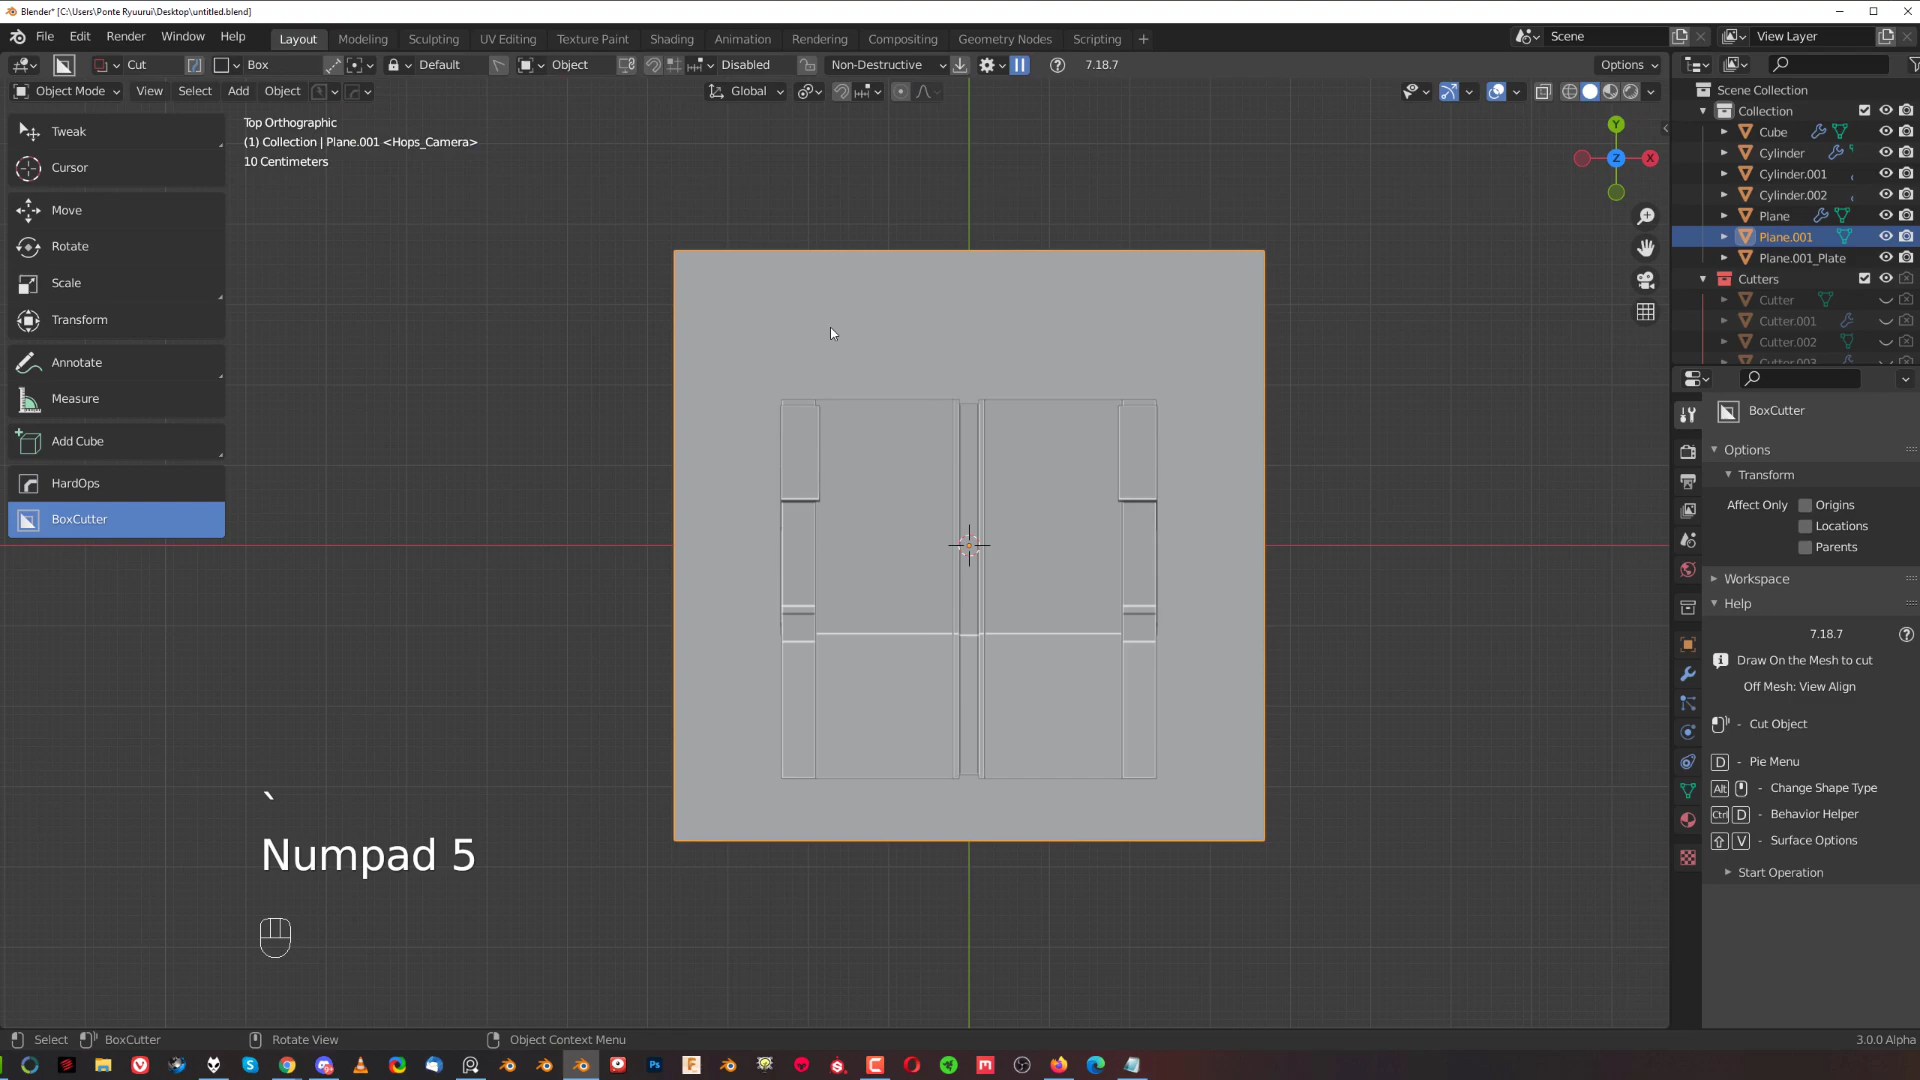 Blender* [C:\Users\Ponte Ryuurui\Desktop\untitled.blend]
File Edit Render Window Help Layout Modeling Sculpting UV Editing Texture Paint Shading Animation Rendering Compositing Geometry Nodes Scripting + Scene View Layer
Cut Box Default Object Disabled Non-Destructive 7.18.7 Options
Object Mode View Select Add Object Global
Tweak
Cursor
Move
Rotate
Scale
Transform
Annotate
Measure
Add Cube
HardOps
BoxCutter
Top Orthographic
(1) Collection | Plane.001 <Hops_Camera>
10 Centimeters
Y
Z
X
`
Numpad 5
Scene Collection
Collection
Cube
Cylinder
Cylinder.001
Cylinder.002
Plane
Plane.001
Plane.001_Plate
Cutters
Cutter
Cutter.001
Cutter.002
Cutter.003
BoxCutter
Options
Transform
Affect Only Origins
Locations
Parents
Workspace
Help
7.18.7
Draw On the Mesh to cut
Off Mesh: View Align
- Cut Object
D - Pie Menu
Alt - Change Shape Type
Ctrl D - Behavior Helper
V - Surface Options
Start Operation
Select BoxCutter Rotate View Object Context Menu 3.0.0 Alpha